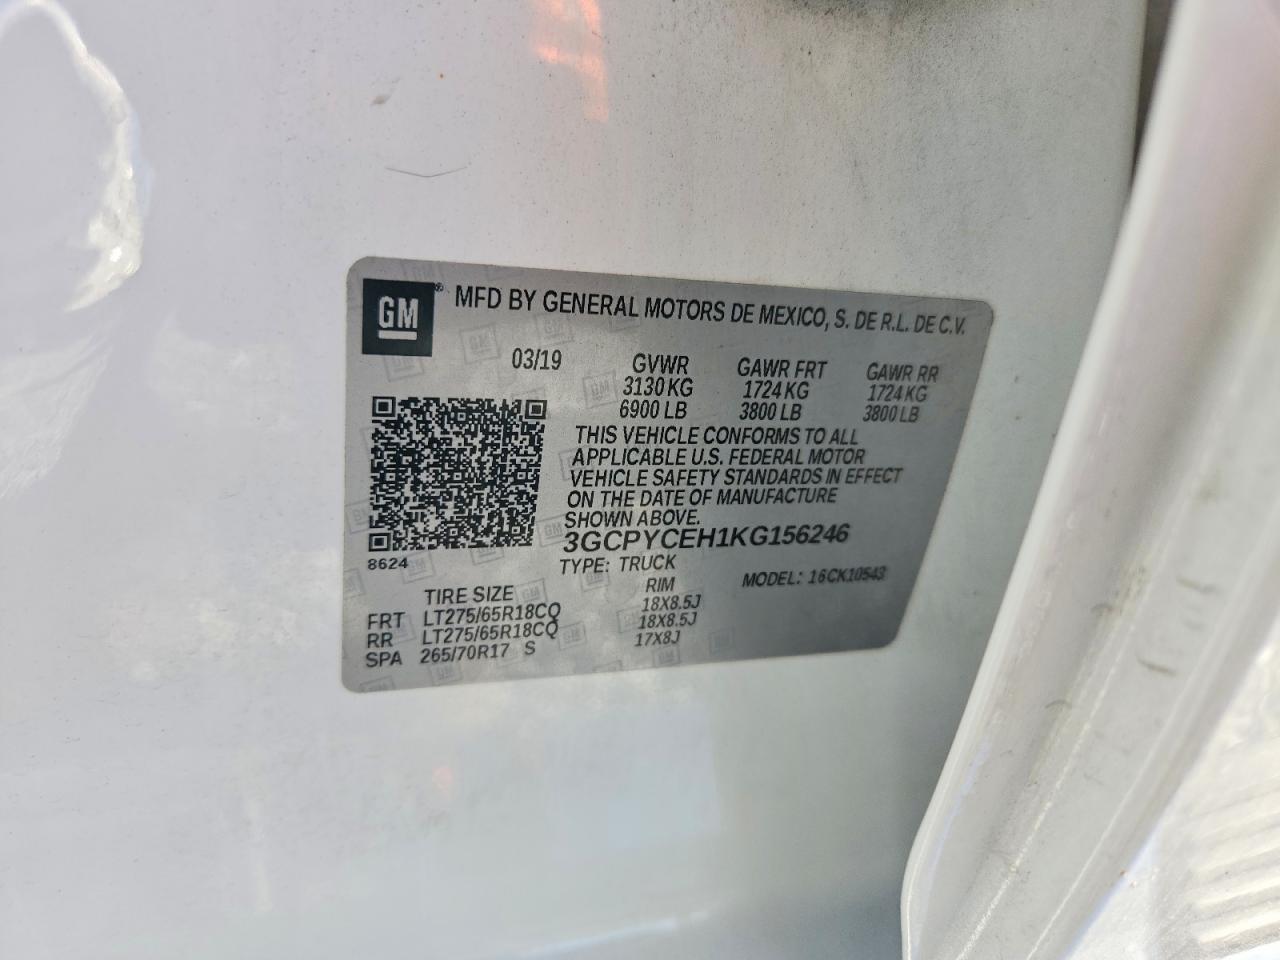 GM® MFD BY GENERAL MOTORS DE MEXICO, S. DE R.L. DE C.V.
03/19 GVWR GAWR FRT GAWR RR
3130 KG 1724 KG 1724 KG
6900 LB 3800 LB 3800 LB
THIS VEHICLE CONFORMS TO ALL
APPLICABLE U.S. FEDERAL MOTOR
VEHICLE SAFETY STANDARDS IN EFFECT
ON THE DATE OF MANUFACTURE
SHOWN ABOVE.
3GCPYCEH1KG156246
8624 TYPE: TRUCK MODEL: 16CK10543
TIRE SIZE RIM
FRT LT275/65R18CQ 18X8.5J
RR LT275/65R18CQ 18X8.5J
SPA 265/70R17 S 17X8J